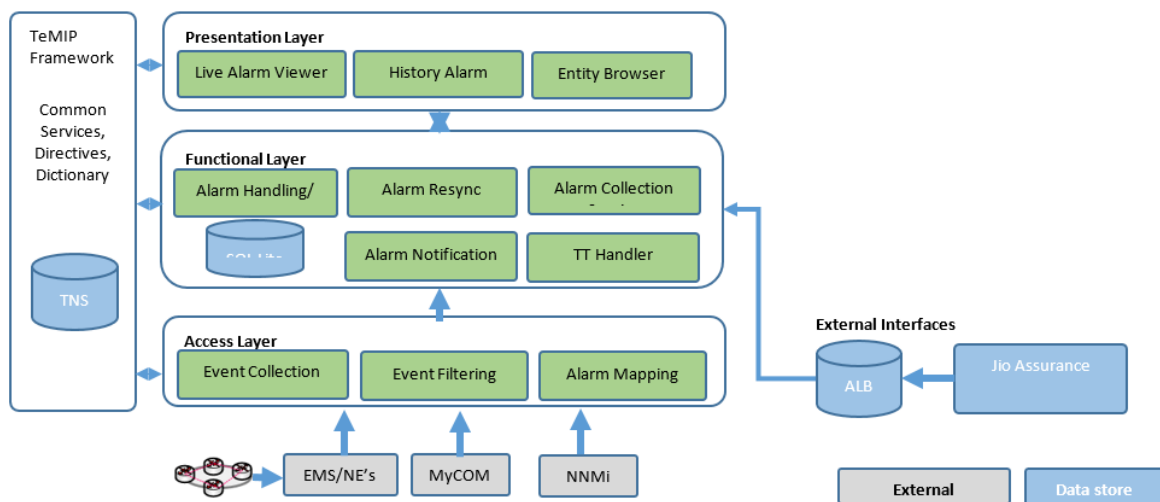 TeMIP
Framework
Common
Services,
Directives,
Dictionary
TNS
Presentation Layer
Live Alarm Viewer
History Alarm
Entity Browser
Functional Layer
Alarm Handling/
Alarm Resync
Alarm Collection
Alarm Notification
TT Handler
Access Layer
Event Collection
Event Filtering
Alarm Mapping
EMS/NE's
MyCOM
NNMi
External Interfaces
ALB
Jio Assurance
External
Data store